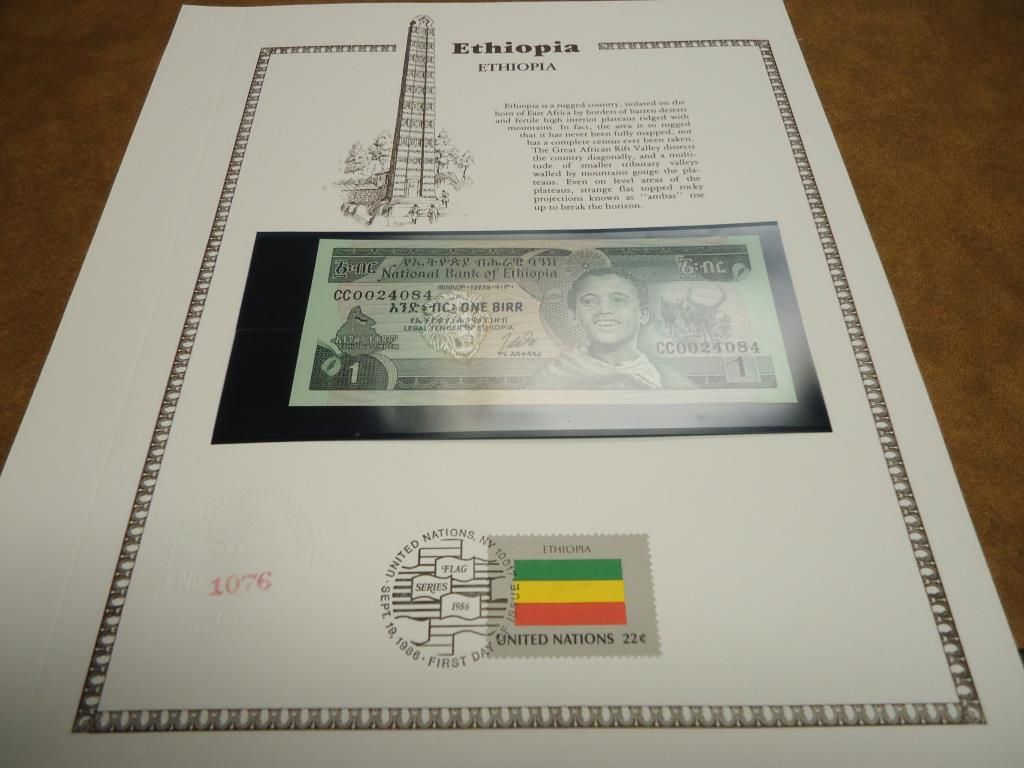 Ethiopia
ETHIOPIA
Ethiopia is a rugged country, isolated on the
horn of East Africa by borders of barren deserts
and fertile high interior plateaus ridged with
mountains. In fact, the area is so rugged
that it has never been fully mapped, nor
has a complete census ever been taken.
The Great African Rift Valley dissects
the country diagonally, and a multi-
tude of smaller tributary valleys
walled by mountains gouge the pla-
teaus. Even on level areas of the
plateaus, strange flat topped rocky
projections known as "ambas" rise
up to break the horizon.
የኢትዮጵያ ብሔራዊ ባንክ
National Bank of Ethiopia
CC0024084
አንድ ብር ONE BIRR
LEGAL TENDER IN ETHIOPIA
CC0024084
1
1
No 1076
UNITED NATIONS, NY 10017
FLAG
SERIES
1986
SEPT. 19, 1986 · FIRST DAY OF ISSUE
ETHIOPIA
UNITED NATIONS 22¢